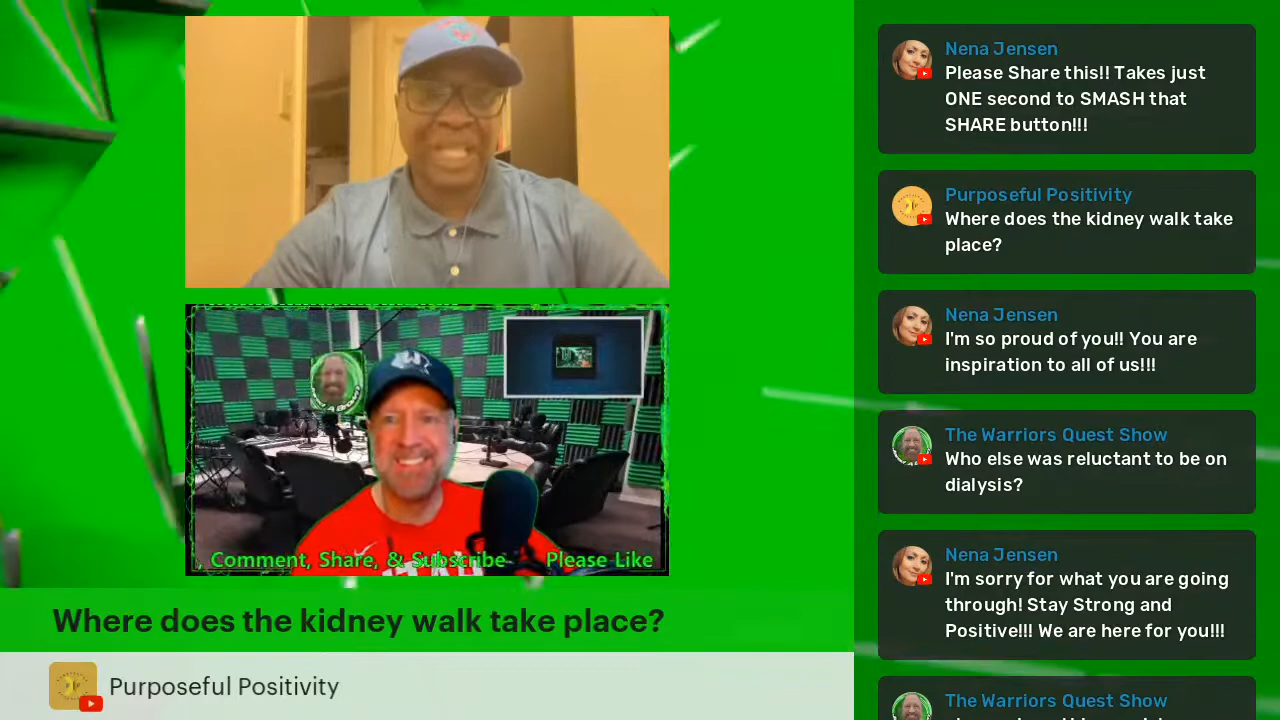 Comment, Share, & Subscribe
Please Like
Where does the kidney walk take place?
Purposeful Positivity
Nena Jensen
Please Share this!! Takes just
ONE second to SMASH that
SHARE button!!!
Purposeful Positivity
Where does the kidney walk take
place?
Nena Jensen
I'm so proud of you!! You are
inspiration to all of us!!!
The Warriors Quest Show
Who else was reluctant to be on
dialysis?
Nena Jensen
I'm sorry for what you are going
through! Stay Strong and
Positive!!! We are here for you!!!
The Warriors Quest Show